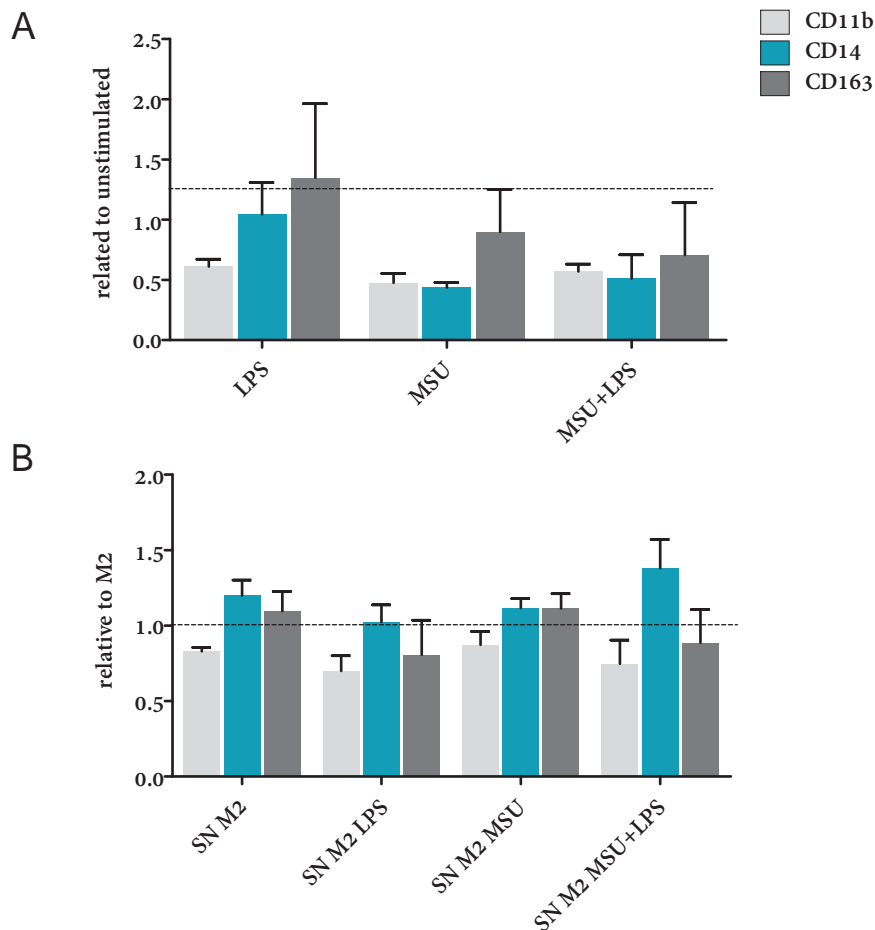 A
CD11b
CD14
CD163
related to unstimulated
2.5
2.0
1.5
1.0
0.5
0.0
LPS
MSU
MSU+LPS
B
relative to M2
2.0
1.5
1.0
0.5
0.0
SN M2
SN M2 LPS
SN M2 MSU
SN M2 MSU+LPS